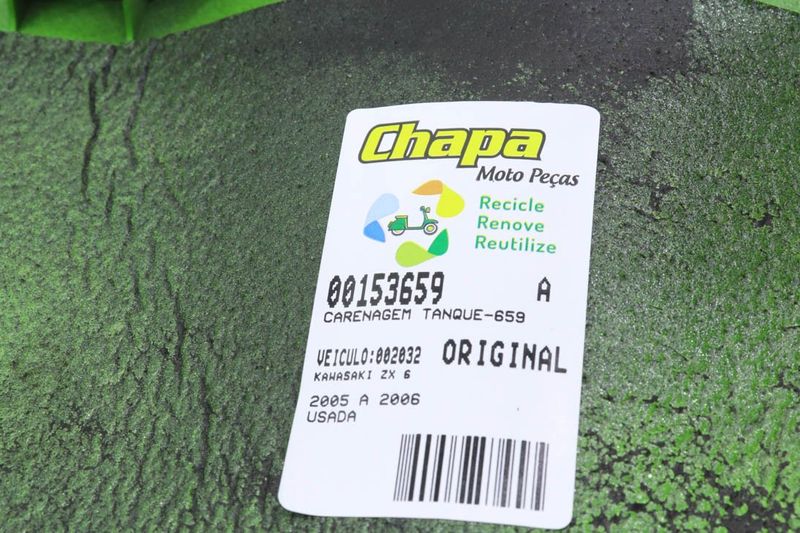 Chapa
Moto Peças
Recicle
Renove
Reutilize
00153659 A
CARENAGEM TANQUE-659
VEICULO:002032 ORIGINAL
KAWASAKI ZX 6
2005 A 2006
USADA